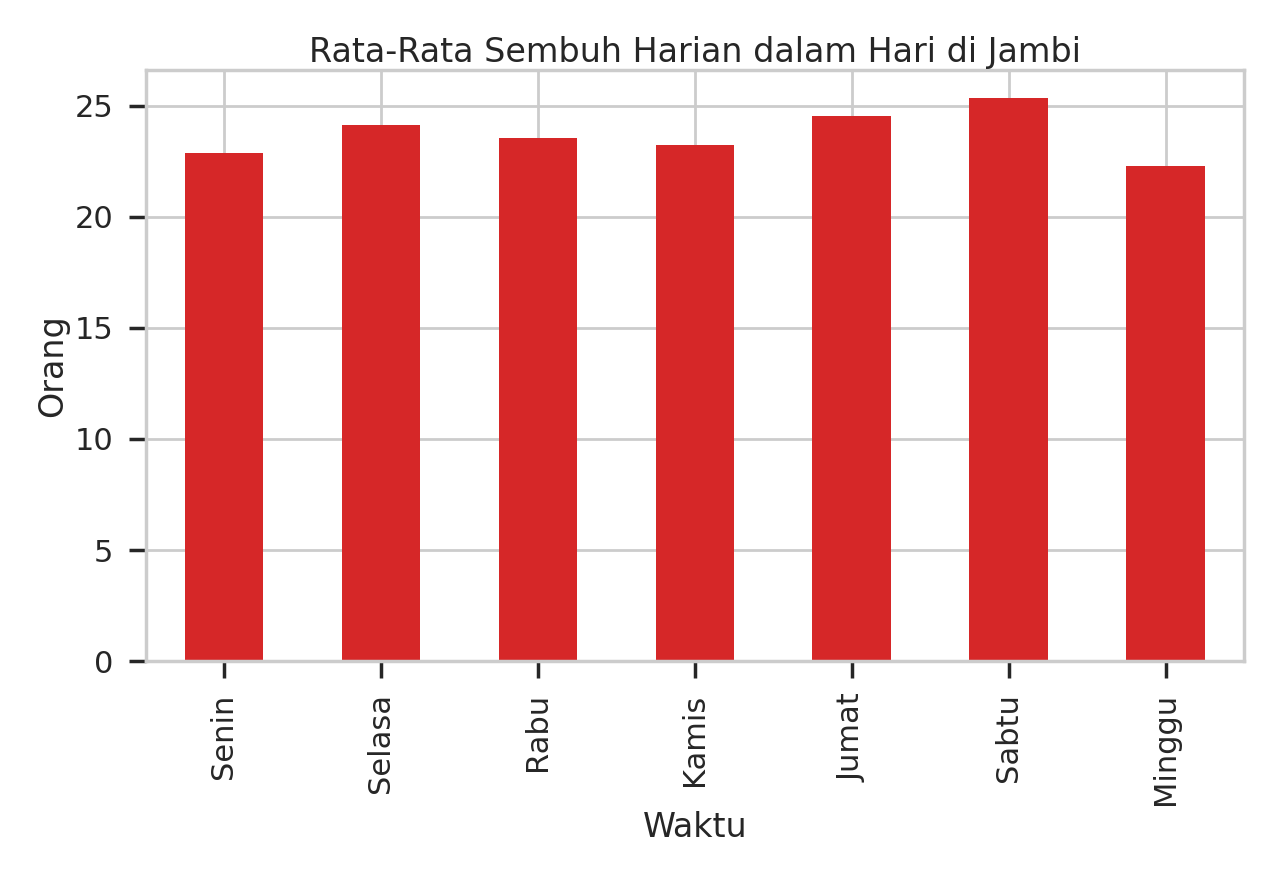 Rata-Rata Sembuh Harian dalam Hari di Jambi
Orang
25
20
15
10
5
0
Senin
Selasa
Rabu
Kamis
Jumat
Sabtu
Minggu
Waktu